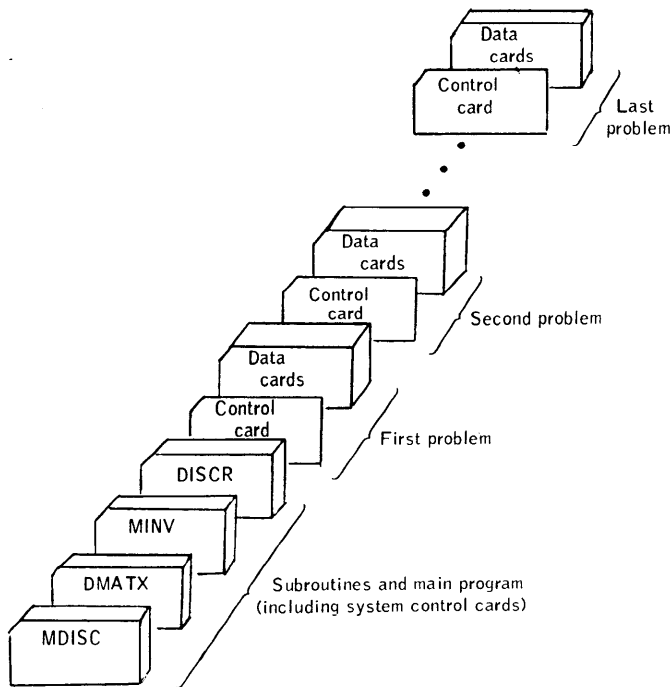 Data
cards
Control
card
Last
problem
Data
cards
Control
card
Second problem
Data
cards
Control
card
First problem
DISCR
MINV
DMATX
Subroutines and main program
(including system control cards)
MDISC